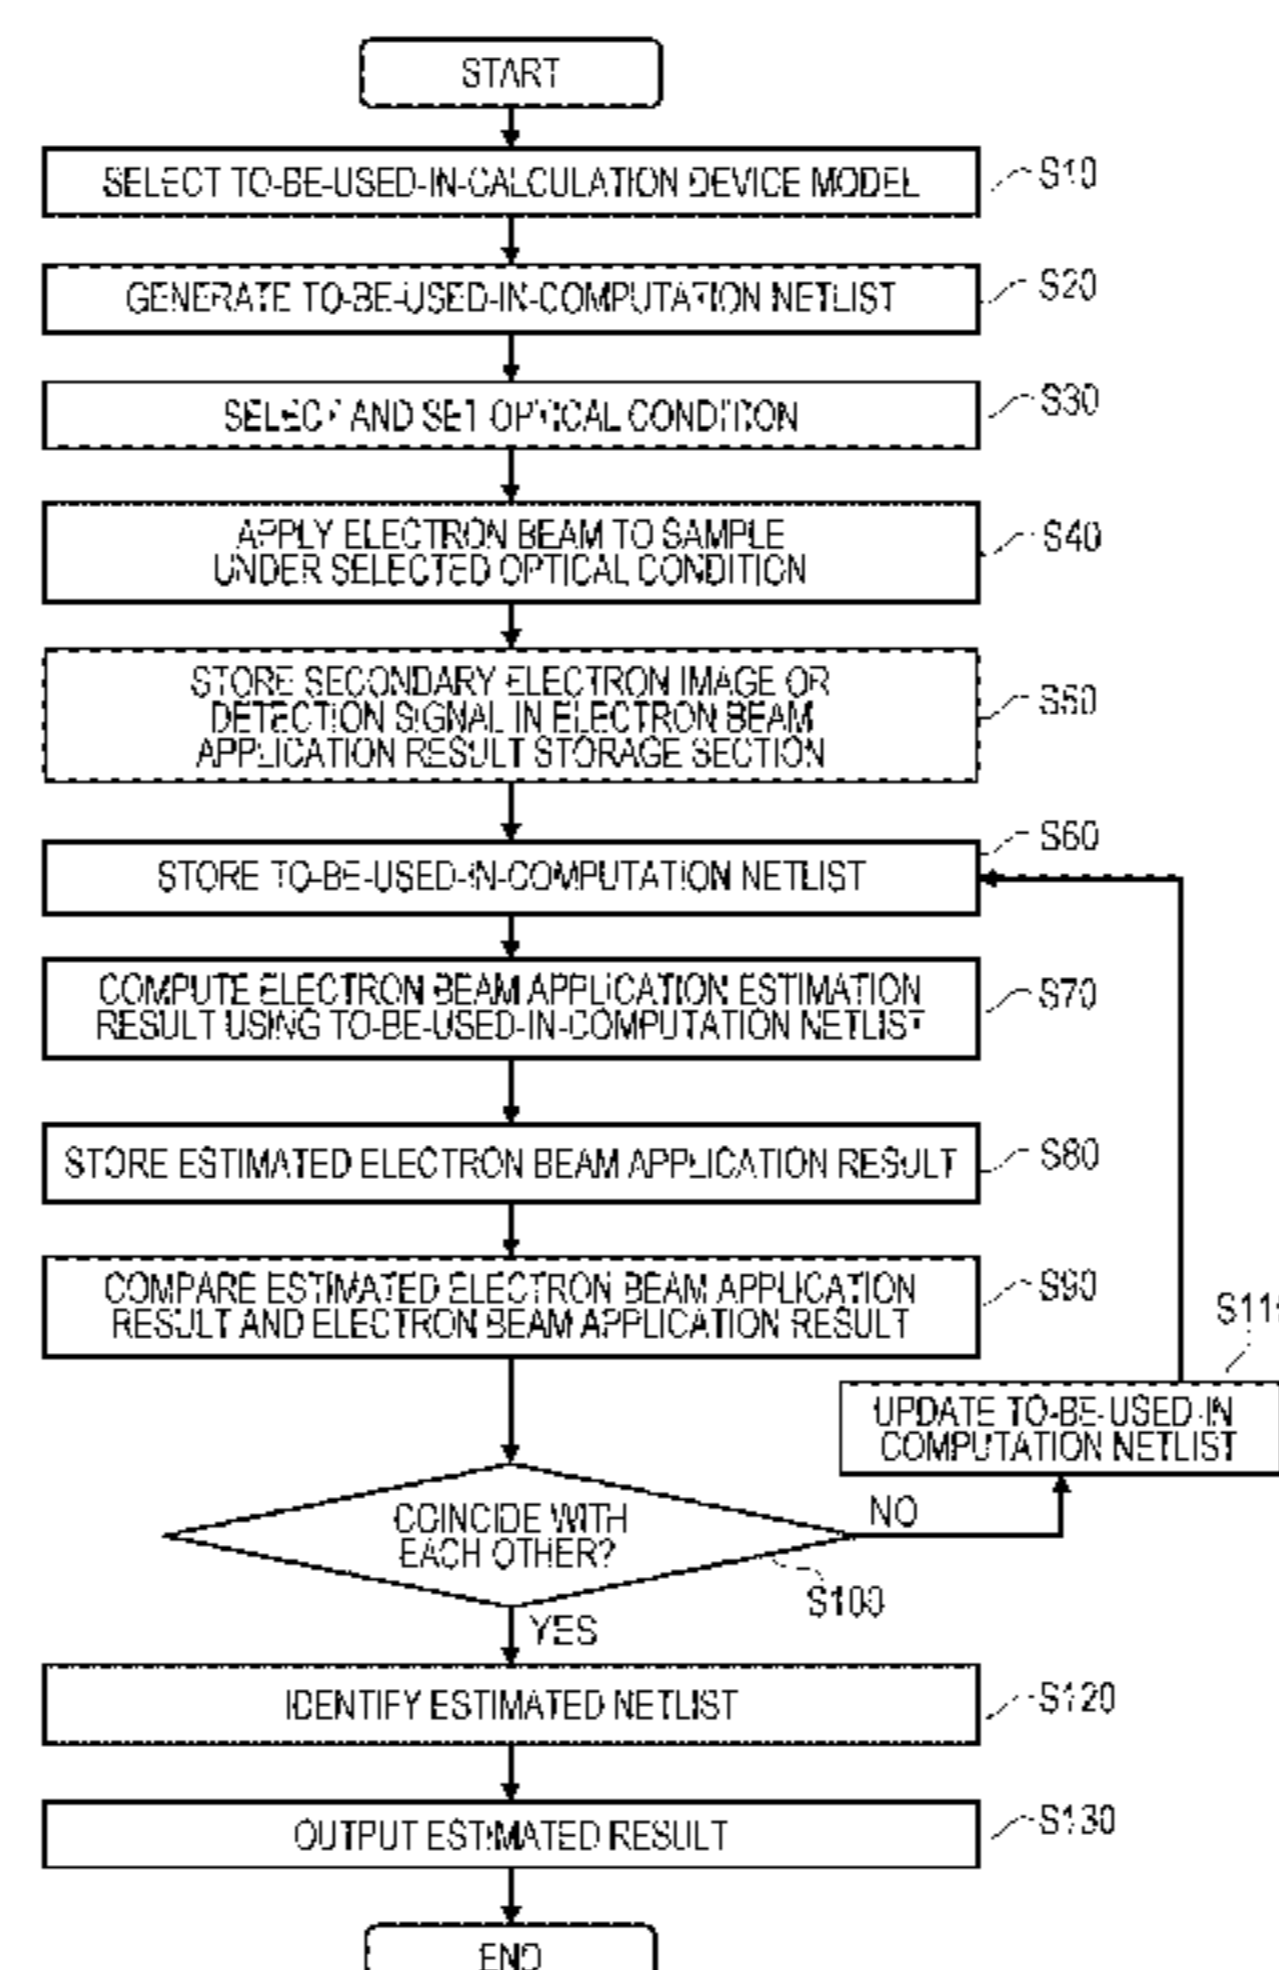 START
SELECT TO-BE-USED-IN-CALCULATION DEVICE MODEL
S10
GENERATE TO-BE-USED-IN-COMPUTATION NETLIST
S20
SELECT AND SET OPTICAL CONDITION
S30
APPLY ELECTRON BEAM TO SAMPLE
UNDER SELECTED OPTICAL CONDITION
S40
STORE SECONDARY ELECTRON IMAGE OR
DETECTION SIGNAL IN ELECTRON BEAM
APPLICATION RESULT STORAGE SECTION
S50
STORE TO-BE-USED-IN-COMPUTATION NETLIST
S60
COMPUTE ELECTRON BEAM APPLICATION ESTIMATION
RESULT USING TO-BE-USED-IN-COMPUTATION NETLIST
S70
STORE ESTIMATED ELECTRON BEAM APPLICATION RESULT
S80
COMPARE ESTIMATED ELECTRON BEAM APPLICATION
RESULT AND ELECTRON BEAM APPLICATION RESULT
S90
UPDATE TO-BE-USED-IN
COMPUTATION NETLIST
COINCIDE WITH
EACH OTHER?
NO
S100
YES
IDENTIFY ESTIMATED NETLIST
S120
OUTPUT ESTIMATED RESULT
S130
END